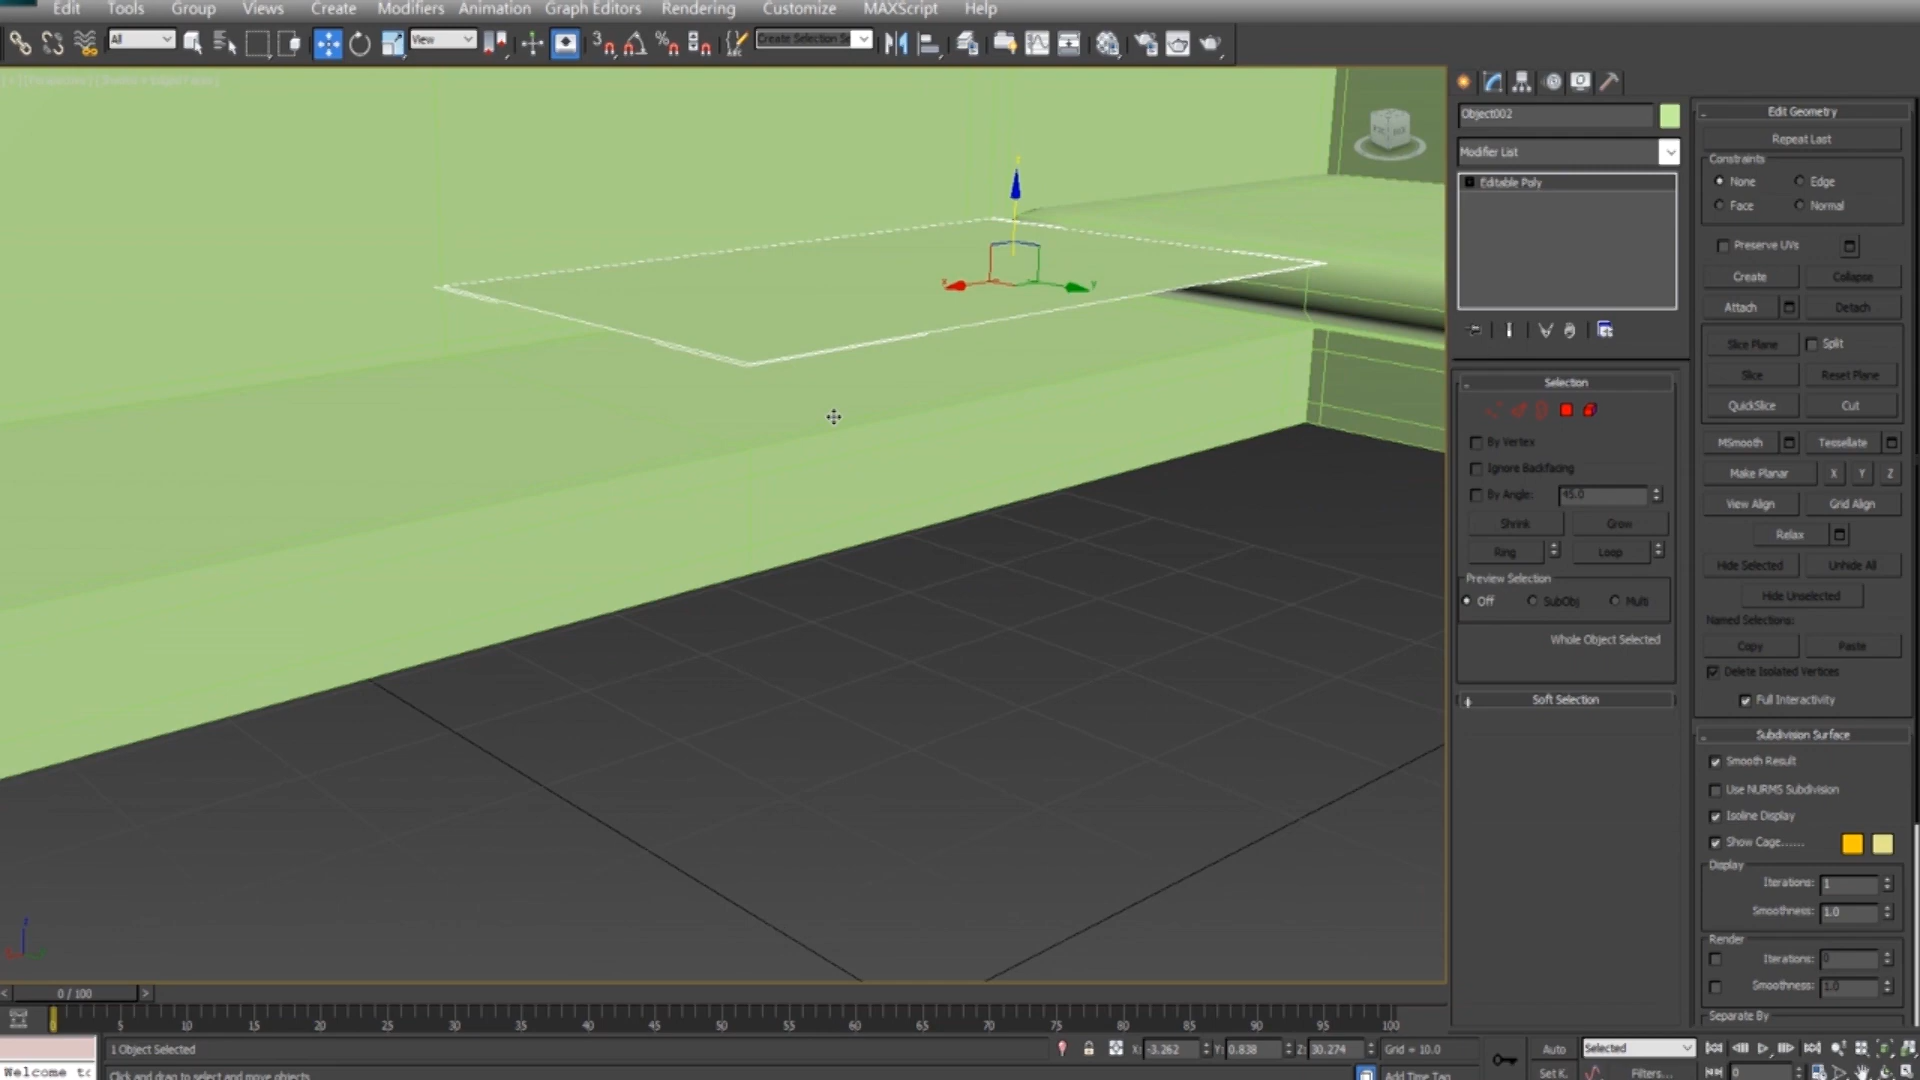 Edit Tools Group Views Create Modifiers Animation Graph Editors Rendering Customize MAXScript Help
All View 3 Create Selection Se
Object002
Modifier List
Editable Poly
Selection
By Vertex
Ignore Backfacing
By Angle: 45.0
Shrink Grow
Ring Loop
Preview Selection
Off SubObj Multi
Whole Object Selected
Soft Selection
Edit Geometry
Repeat Last
Constraints
None Edge
Face Normal
Preserve UVs
Create Collapse
Attach Detach
Slice Plane Split
Slice Reset Plane
QuickSlice Cut
MSmooth Tessellate
Make Planar X Y Z
View Align Grid Align
Relax
Hide Selected Unhide All
Hide Unselected
Named Selections:
Copy Paste
Delete Isolated Vertices
Full Interactivity
Subdivision Surface
Smooth Result
Use NURMS Subdivision
Isoline Display
Show Cage......
Display
Iterations: 1
Smoothness: 1.0
Render
Iterations: 0
Smoothness: 1.0
Separate By
< 0 / 100 >
0 5 10 15 20 25 30 35 40 45 50 55 60 65 70 75 80 85 90 95 100
1 Object Selected X: -3.262 Y: 0.838 Z: 30.274 Grid = 10.0 Auto Selected
Welcome to Click and drag to select and move objects Add Time Tag Set K. Filters... 0